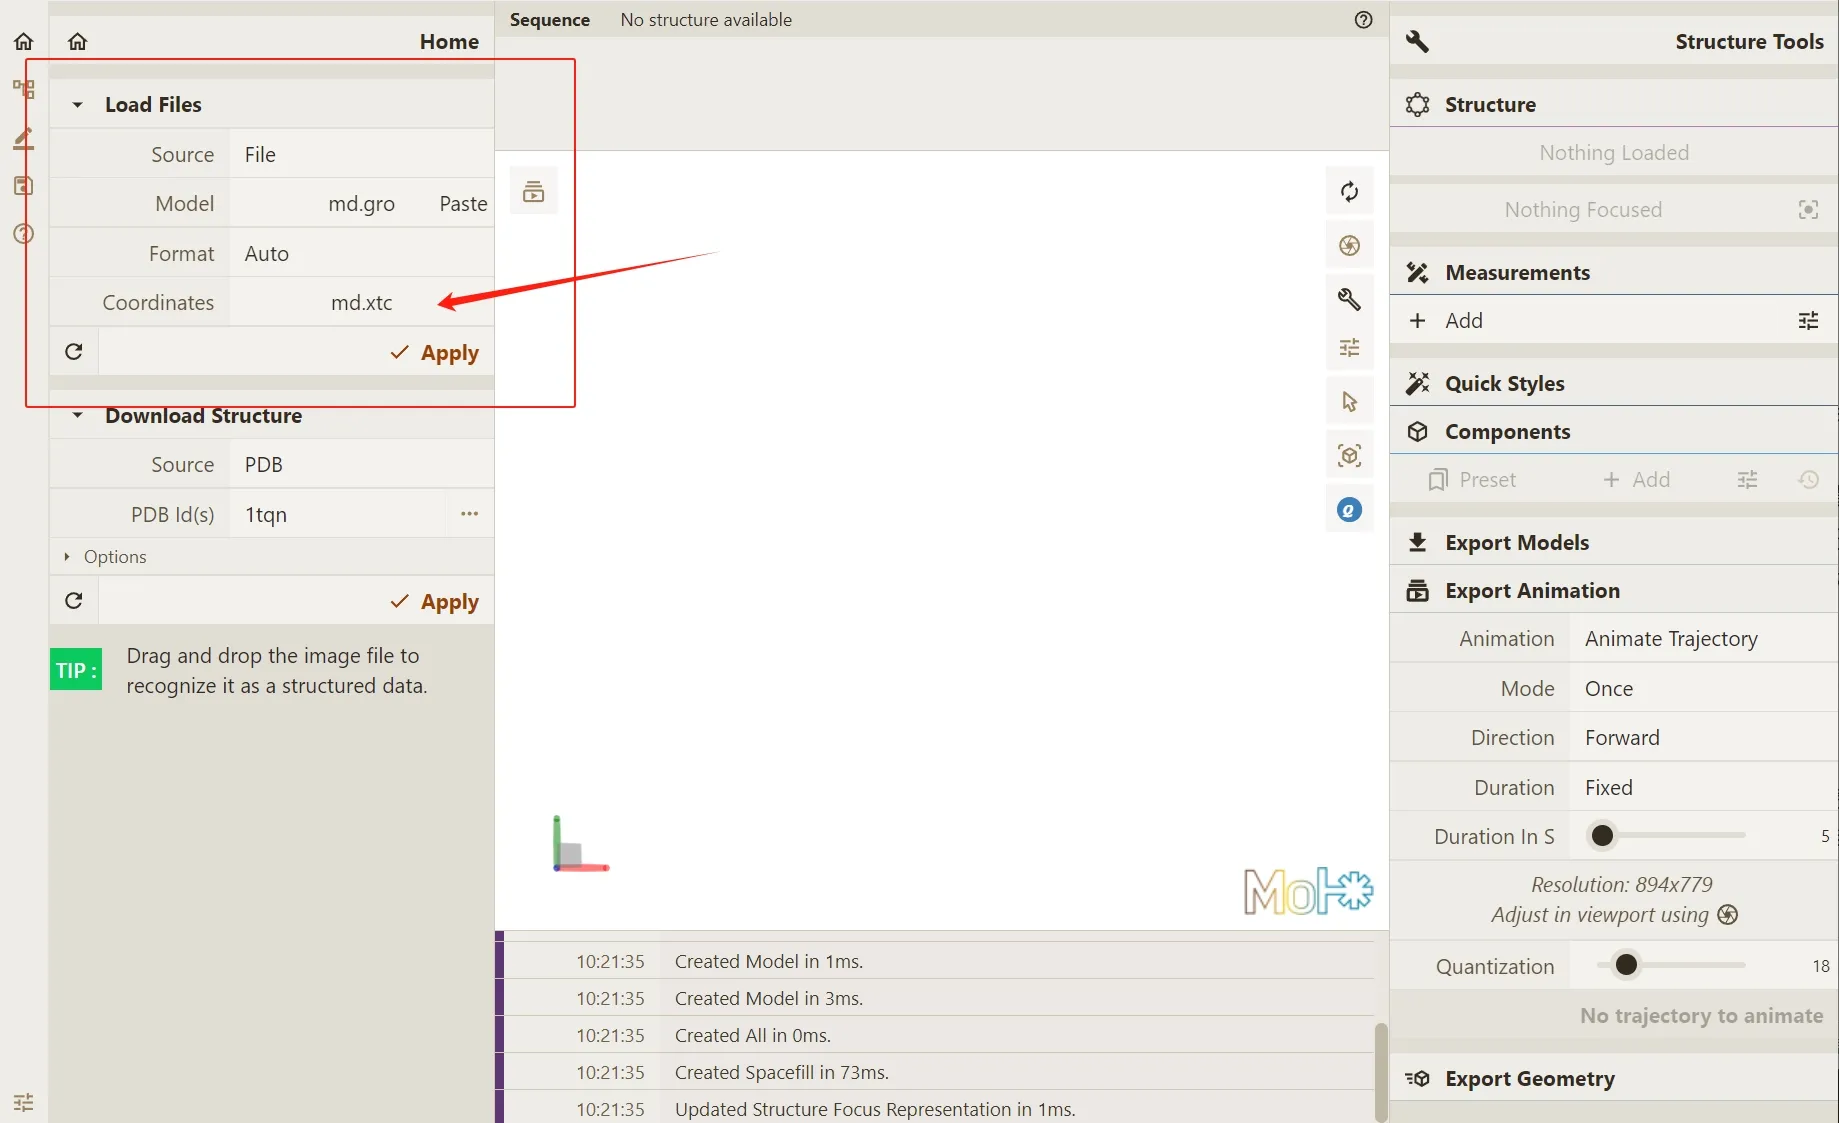 Home
Load Files
Source File
Model md.gro Paste
Format Auto
Coordinates md.xtc
Apply
Download Structure
Source PDB
PDB Id(s) 1tqn
Options
Apply
TIP : Drag and drop the image file to
recognize it as a structured data.
Sequence No structure available
Mol
10:21:35 Created Model in 1ms.
10:21:35 Created Model in 3ms.
10:21:35 Created All in 0ms.
10:21:35 Created Spacefill in 73ms.
10:21:35 Updated Structure Focus Representation in 1ms.
Structure Tools
Structure
Nothing Loaded
Nothing Focused
Measurements
Add
Quick Styles
Components
Preset Add
Export Models
Export Animation
Animation Animate Trajectory
Mode Once
Direction Forward
Duration Fixed
Duration In S 5
Resolution: 894x779
Adjust in viewport using
Quantization 18
No trajectory to animate
Export Geometry